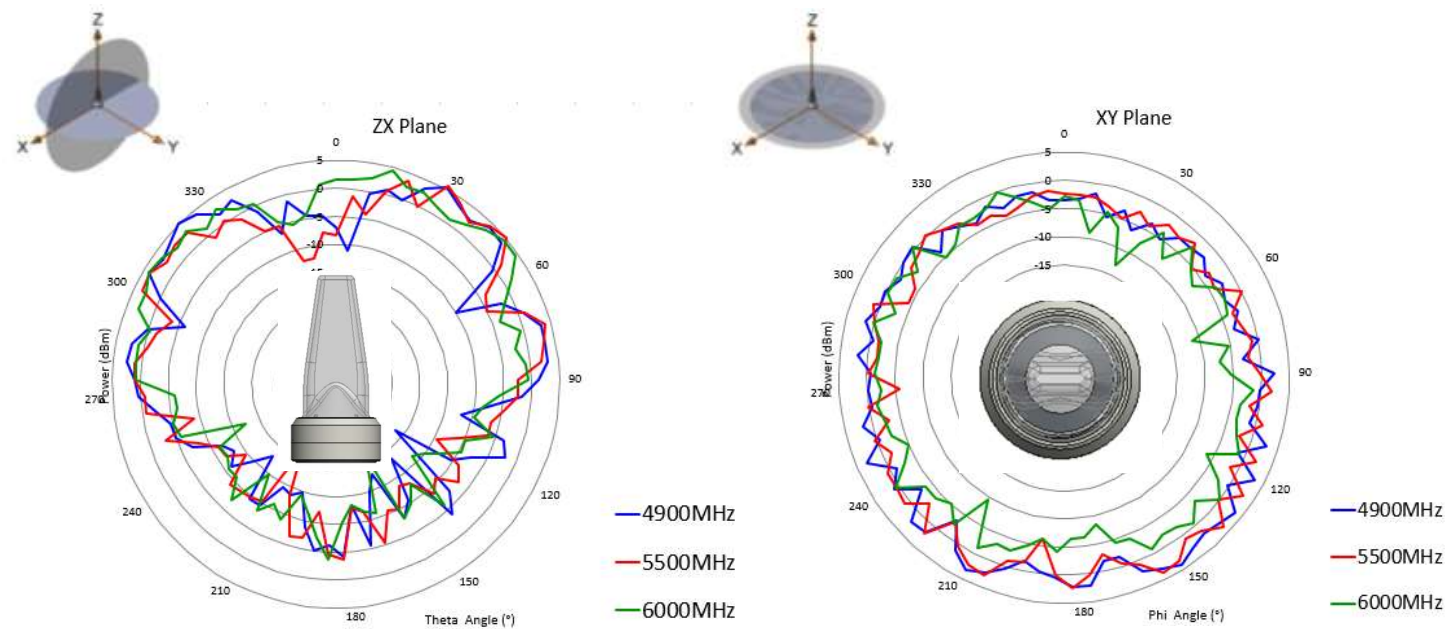 Z
X
Y
ZX Plane
0
5
0
-5
-10
30
60
90
120
150
180
210
240
270
300
330
Power (dBm)
Theta Angle (°)
4900MHz
5500MHz
6000MHz
Z
X
Y
XY Plane
0
5
0
-5
-10
-15
30
60
90
120
150
180
210
240
270
300
330
Power (dBm)
Phi Angle (°)
4900MHz
5500MHz
6000MHz